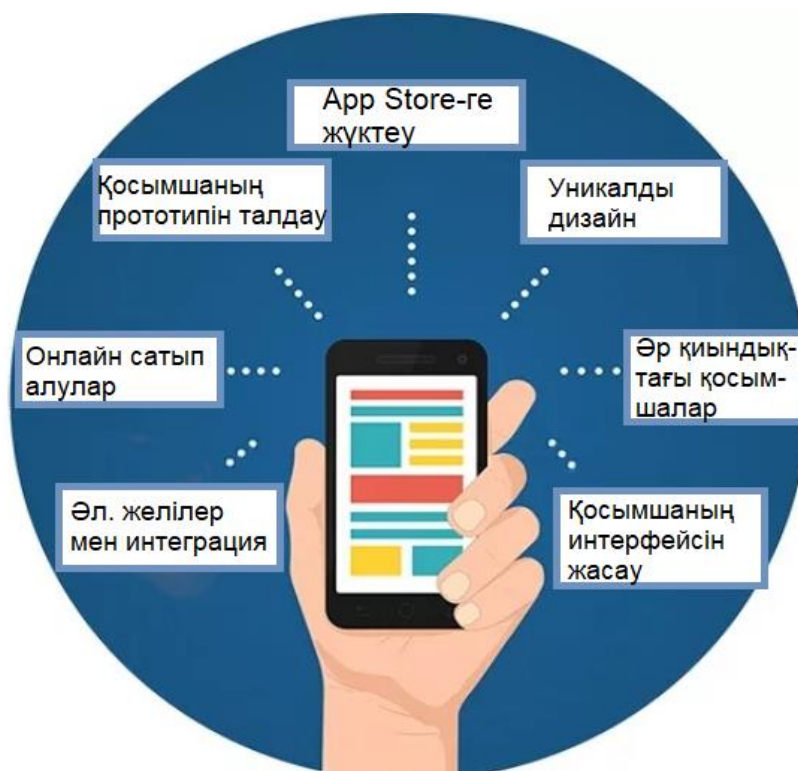 App Store-ге
жүктеу
Қосымшаның
прототипін талдау
Уникалды
дизайн
Онлайн сатып
алулар
Әр қиындық-
тағы қосым-
шалар
Әл. желілер
мен интеграция
Қосымшаның
интерфейсін
жасау